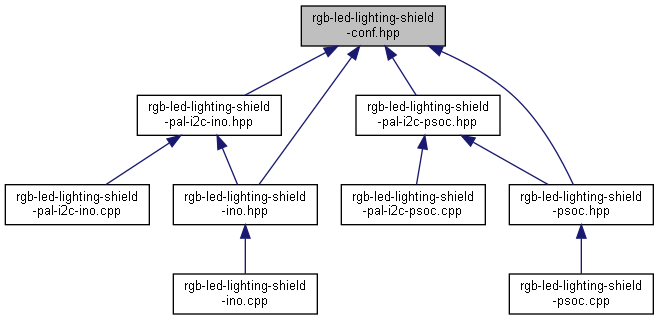 rgb-led-lighting-shield
-conf.hpp
rgb-led-lighting-shield
-pal-i2c-ino.hpp
rgb-led-lighting-shield
-pal-i2c-psoc.hpp
rgb-led-lighting-shield
-pal-i2c-ino.cpp
rgb-led-lighting-shield
-ino.hpp
rgb-led-lighting-shield
-pal-i2c-psoc.cpp
rgb-led-lighting-shield
-psoc.hpp
rgb-led-lighting-shield
-ino.cpp
rgb-led-lighting-shield
-psoc.cpp